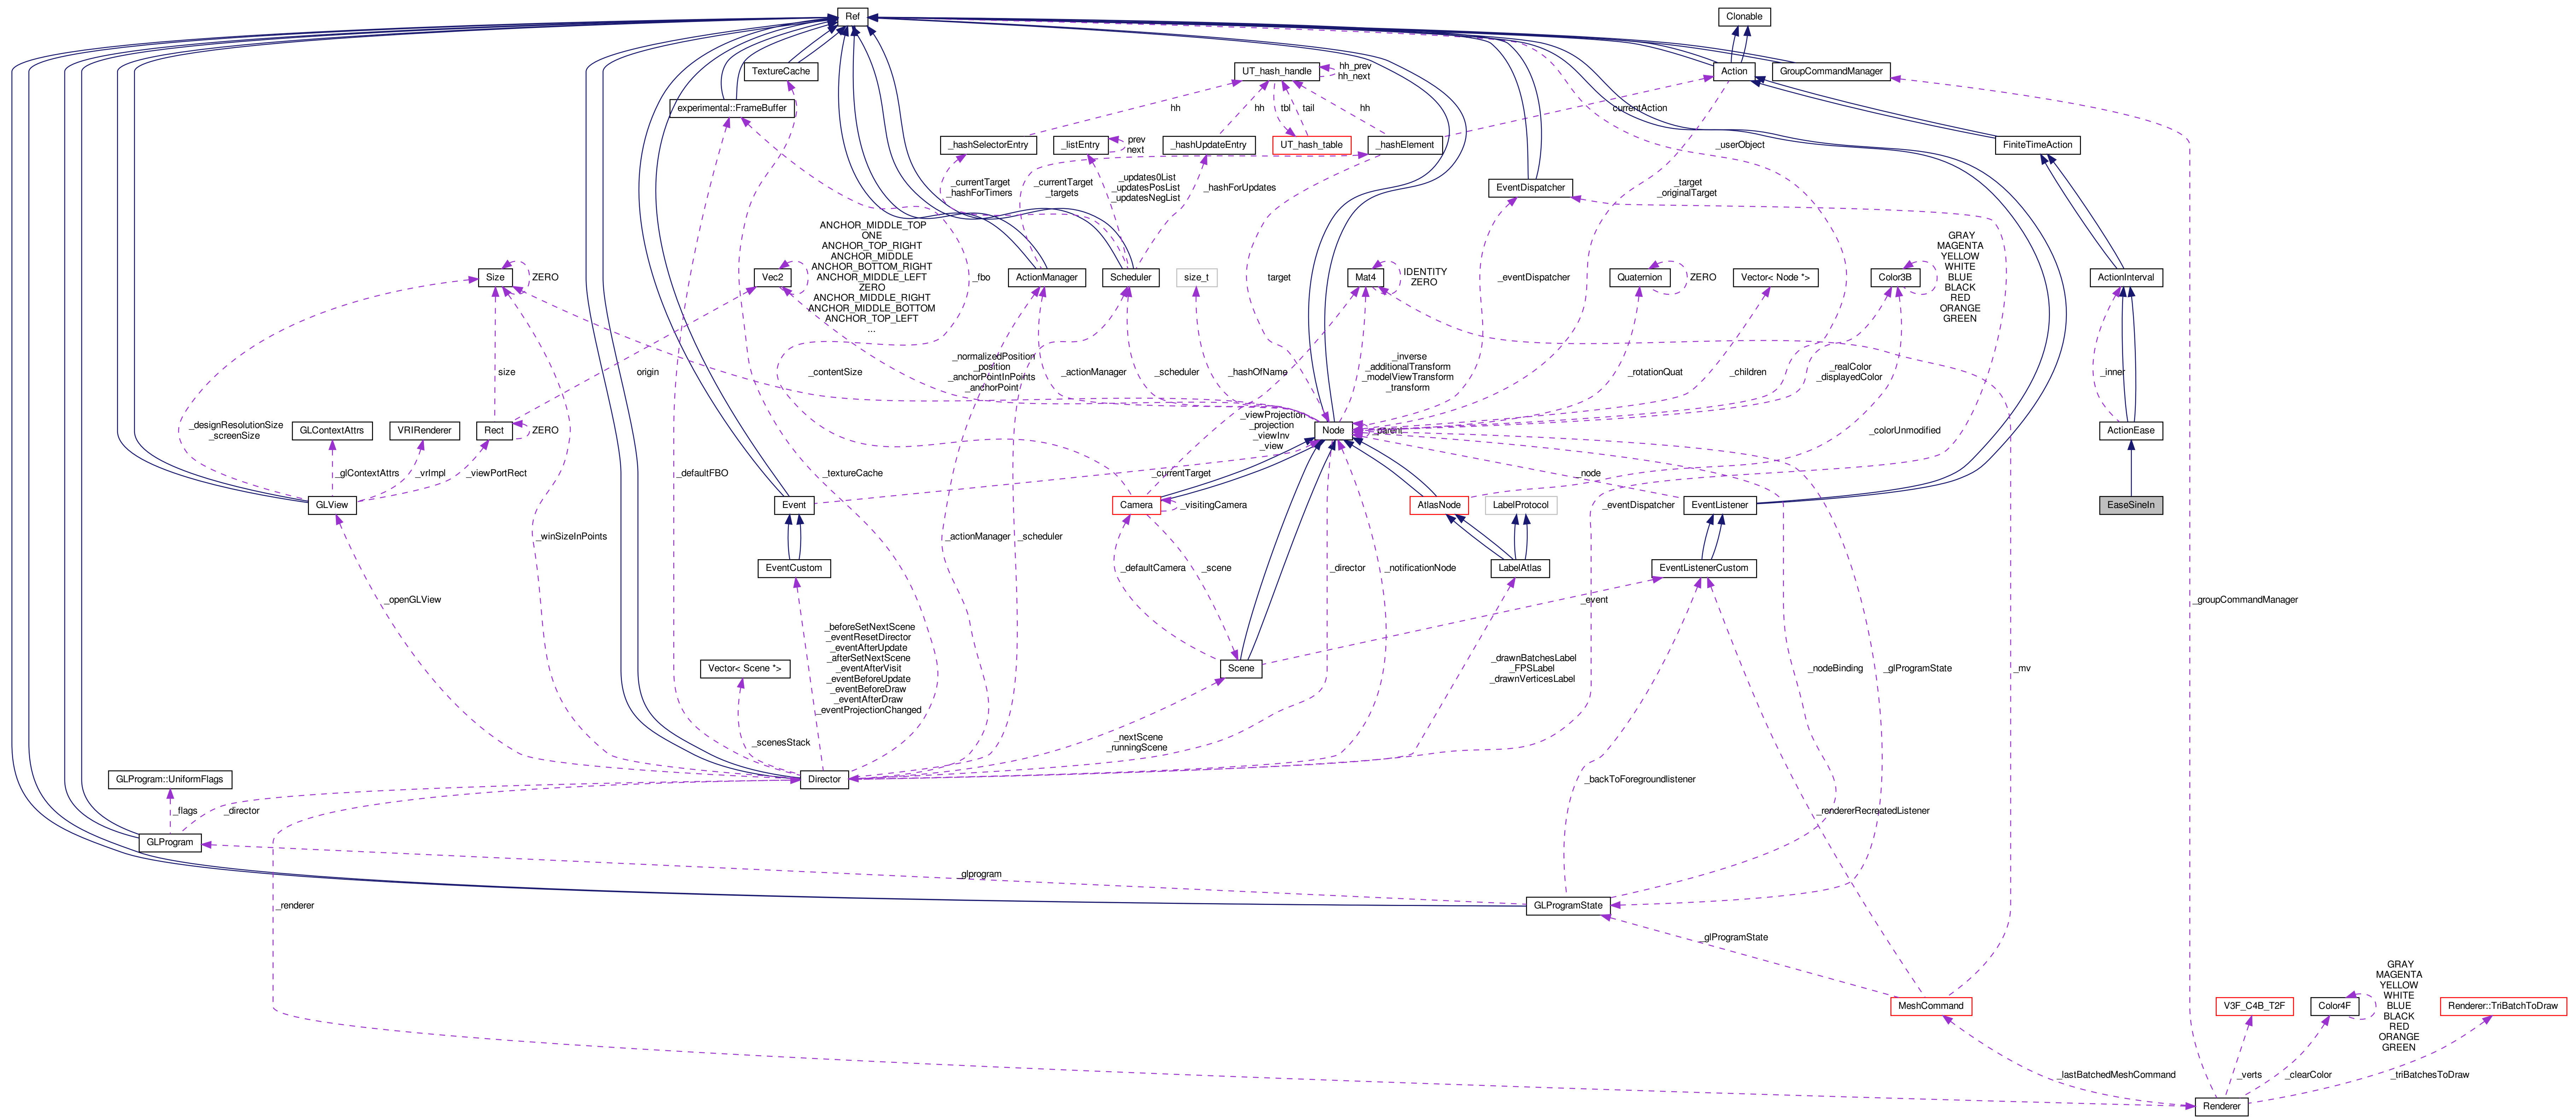 Ref
Clonable
TextureCache
UT_hash_handle
hh_prev
hh_next
Action
GroupCommandManager
experimental::FrameBuffer
hh
hh
tbl
tail
hh
currentAction
_hashSelectorEntry
_listEntry
prev
next
_hashUpdateEntry
UT_hash_table
_hashElement
_userObject
FiniteTimeAction
_currentTarget
_hashForTimers
_currentTarget
_targets
_updates0List
_updatesPosList
_updatesNegList
_hashForUpdates
_target
_originalTarget
EventDispatcher
ANCHOR_MIDDLE_TOP
ONE
ANCHOR_TOP_RIGHT
ANCHOR_MIDDLE
ANCHOR_BOTTOM_RIGHT
ANCHOR_MIDDLE_LEFT
ZERO
ANCHOR_MIDDLE_RIGHT
ANCHOR_MIDDLE_BOTTOM
ANCHOR_TOP_LEFT
...
GRAY
MAGENTA
YELLOW
WHITE
BLUE
BLACK
RED
ORANGE
GREEN
Size
ZERO
Vec2
_fbo
ActionManager
Scheduler
size_t
target
Mat4
IDENTITY
ZERO
_eventDispatcher
Quaternion
ZERO
Vector< Node *>
Color3B
ActionInterval
size
origin
_contentSize
_normalizedPosition
_position
_anchorPointInPoints
_anchorPoint
_actionManager
_scheduler
_hashOfName
_inverse
_additionalTransform
_modelViewTransform
_transform
_rotationQuat
_children
_realColor
_displayedColor
_inner
_designResolutionSize
_screenSize
GLContextAttrs
VRIRenderer
Rect
ZERO
_viewProjection
_projection
_viewInv
_view
Node
_parent
_colorUnmodified
ActionEase
_glContextAttrs
_vrImpl
_viewPortRect
_defaultFBO
_textureCache
_currentTarget
_node
GLView
Event
Camera
_visitingCamera
AtlasNode
LabelProtocol
_eventDispatcher
EventListener
EaseSineIn
_winSizeInPoints
_actionManager
_scheduler
EventCustom
_defaultCamera
_scene
_director
_notificationNode
LabelAtlas
EventListenerCustom
_openGLView
_event
_groupCommandManager
_beforeSetNextScene
_eventResetDirector
_eventAfterUpdate
_afterSetNextScene
_eventAfterVisit
_eventBeforeUpdate
_eventBeforeDraw
_eventAfterDraw
_eventProjectionChanged
Vector< Scene *>
Scene
_drawnBatchesLabel
_FPSLabel
_drawnVerticesLabel
_nodeBinding
_glProgramState
_mv
_scenesStack
_nextScene
_runningScene
GLProgram::UniformFlags
Director
_backToForegroundlistener
_flags
_director
_rendererRecreatedListener
GLProgram
_glprogram
_renderer
GLProgramState
_glProgramState
GRAY
MAGENTA
YELLOW
WHITE
BLUE
BLACK
RED
ORANGE
GREEN
MeshCommand
V3F_C4B_T2F
Color4F
Renderer::TriBatchToDraw
_lastBatchedMeshCommand
_verts
_clearColor
_triBatchesToDraw
Renderer